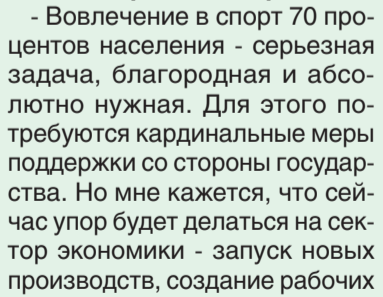 - Вовлечение в спорт 70 про-
центов населения - серьезная
задача, благородная и абсо-
лютно нужная. Для этого по-
требуются кардинальные меры
поддержки со стороны государ-
ства. Но мне кажется, что сей-
час упор будет делаться на сек-
тор экономики - запуск новых
производств, создание рабочих